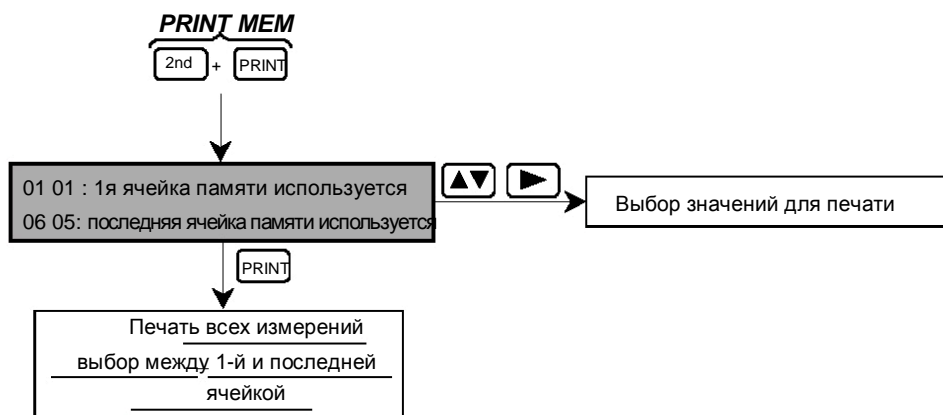 PRINT MEM
2nd + PRINT
01 01 : 1я ячейка памяти используется
06 05: последняя ячейка памяти используется
Выбор значений для печати
PRINT
Печать всех измерений
выбор между 1-й и последней
ячейкой